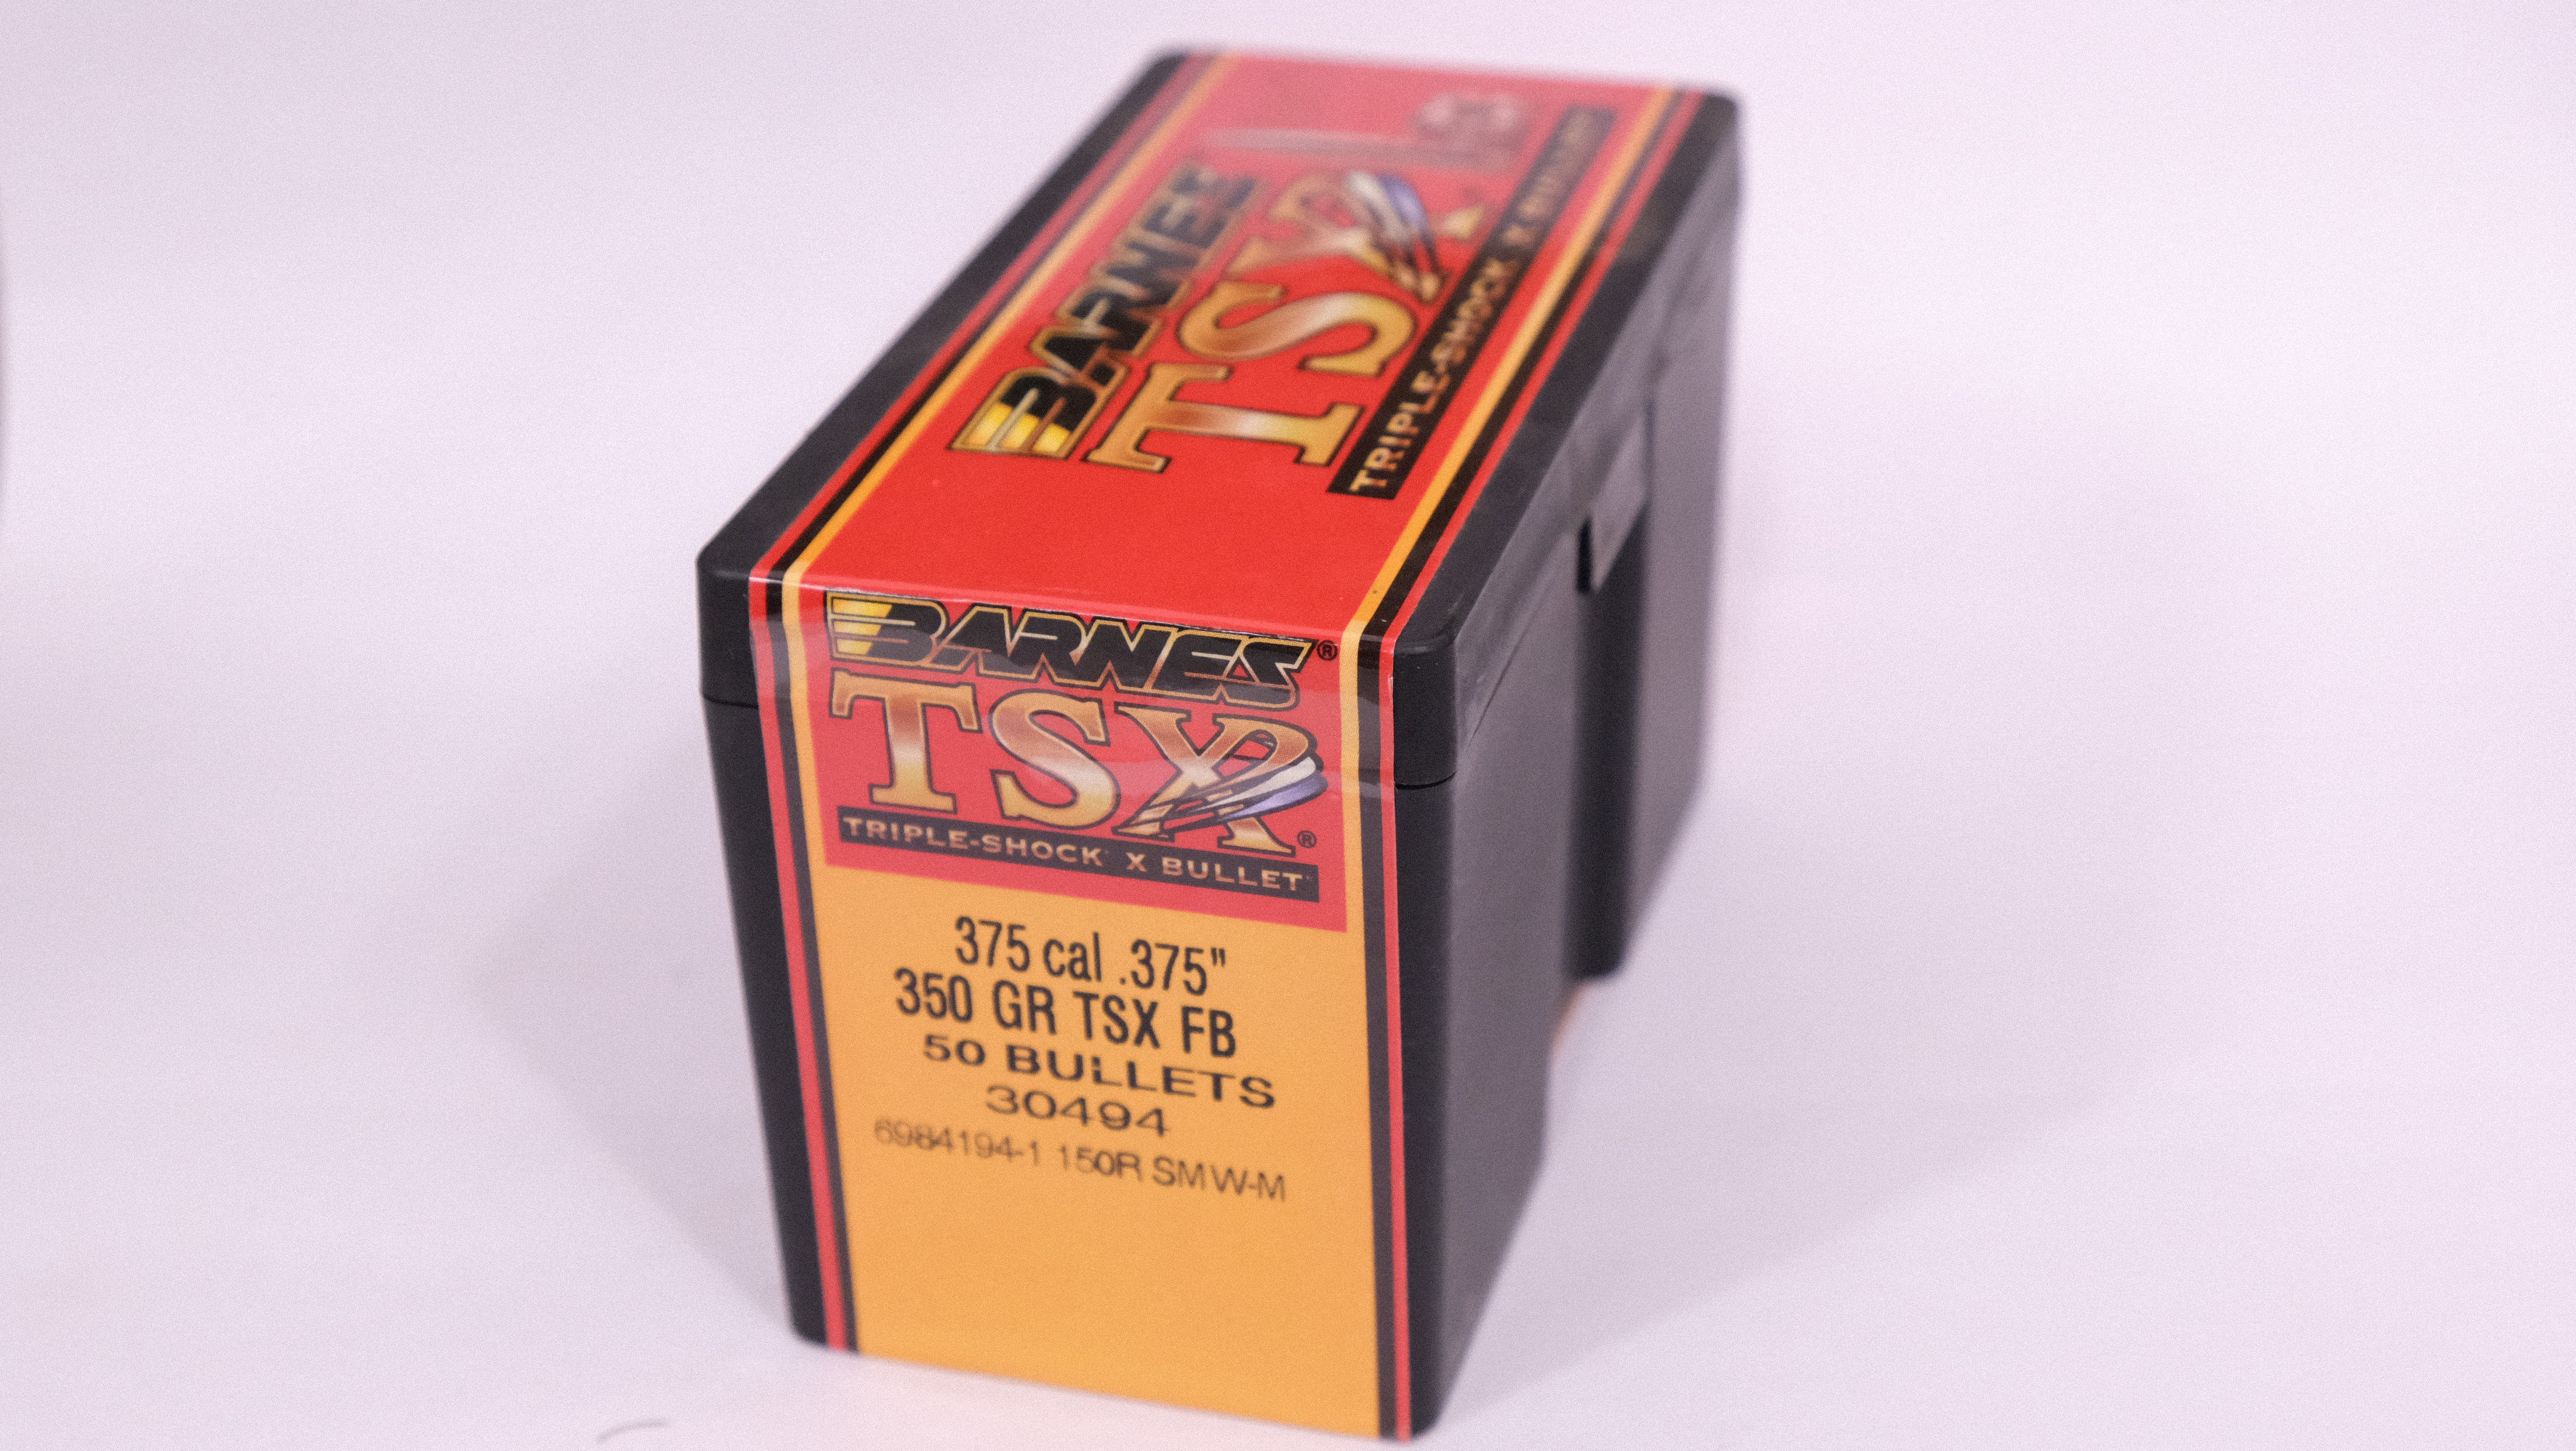 BARNES
TSX
TRIPLE-SHOCK X BULLET
BARNES®
TSX®
TRIPLE-SHOCK X BULLET
375 cal .375"
350 GR TSX FB
50 BULLETS
30494
6984194-1 150R SMW-M